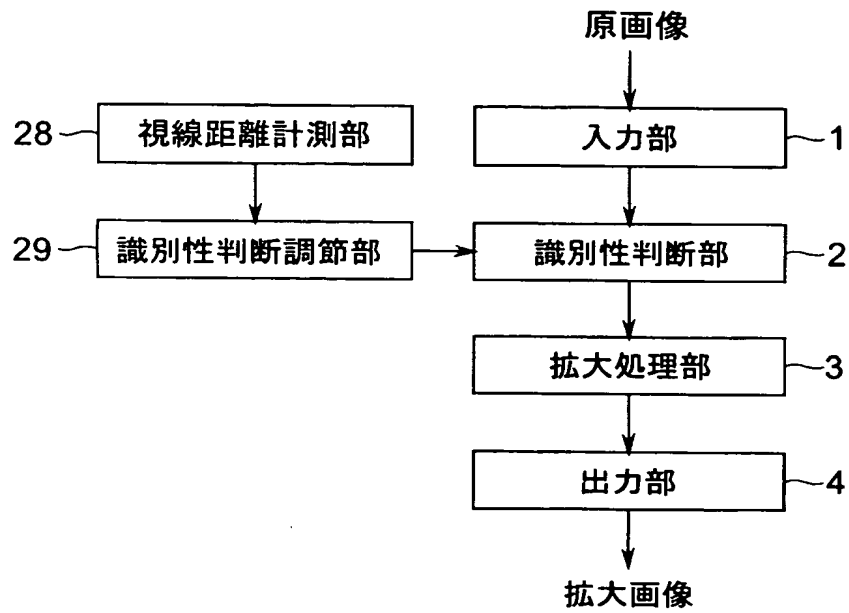 原画像
28 視線距離計測部
入力部 1
29 識別性判断調節部
識別性判断部 2
拡大処理部 3
出力部 4
拡大画像